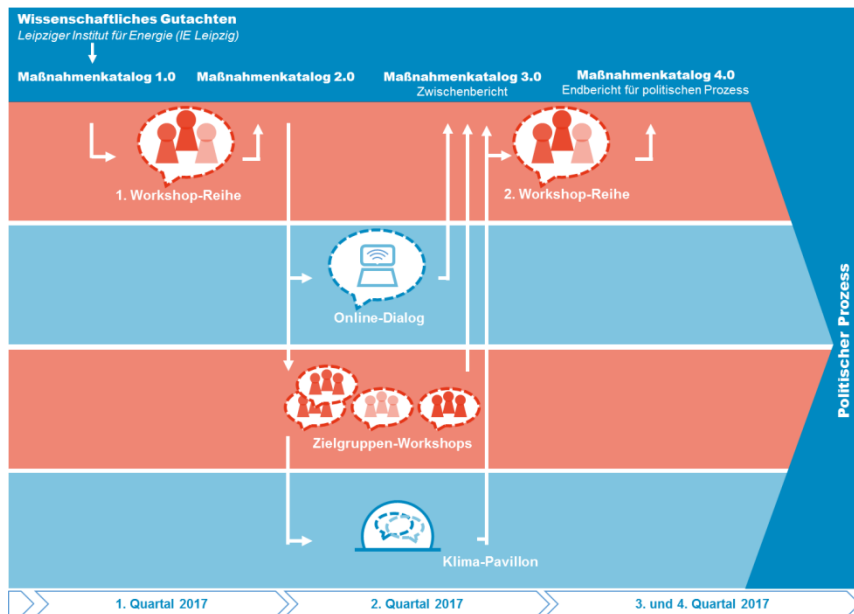 Wissenschaftliches Gutachten
Leipziger Institut für Energie (IE Leipzig)
Maßnahmenkatalog 1.0
Maßnahmenkatalog 2.0
Maßnahmenkatalog 3.0
Zwischenbericht
Maßnahmenkatalog 4.0
Endbericht für politischen Prozess
1. Workshop-Reihe
2. Workshop-Reihe
Online-Dialog
Zielgruppen-Workshops
Klima-Pavillon
Politischer Prozess
1. Quartal 2017
2. Quartal 2017
3. und 4. Quartal 2017